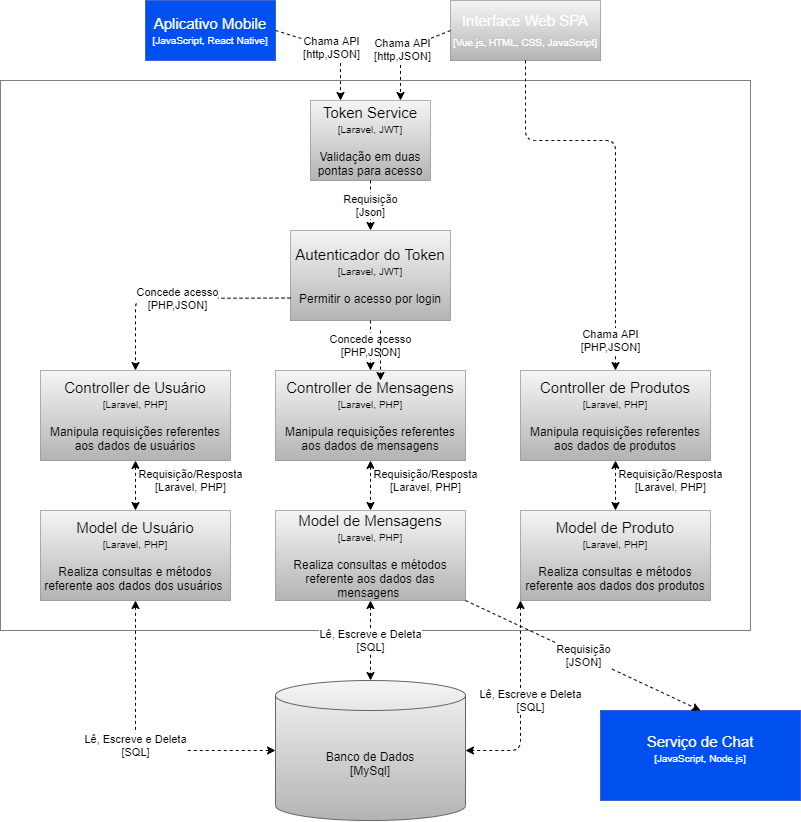 Aplicativo Mobile
[JavaScript, React Native]
Interface Web SPA
[Vue.js, HTML, CSS, JavaScript]
Chama API
[http,JSON]
Chama API
[http,JSON]
Token Service
[Laravel, JWT]
Validação em duas
pontas para acesso
Requisição
[Json]
Autenticador do Token
[Laravel, JWT]
Permitir o acesso por login
Concede acesso
[PHP,JSON]
Concede acesso
[PHP,JSON]
Chama API
[PHP,JSON]
Controller de Usuário
[Laravel, PHP]
Manipula requisições referentes
aos dados de usuários
Controller de Mensagens
[Laravel, PHP]
Manipula requisições referentes
aos dados de mensagens
Controller de Produtos
[Laravel, PHP]
Manipula requisições referentes
aos dados de produtos
Requisição/Resposta
[Laravel, PHP]
Requisição/Resposta
[Laravel, PHP]
Requisição/Resposta
[Laravel, PHP]
Model de Usuário
[Laravel, PHP]
Realiza consultas e métodos
referente aos dados dos usuários
Model de Mensagens
[Laravel, PHP]
Realiza consultas e métodos
referente aos dados das
mensagens
Model de Produto
[Laravel, PHP]
Realiza consultas e métodos
referente aos dados dos produtos
Lê, Escreve e Deleta
[SQL]
Requisição
[JSON]
Lê, Escreve e Deleta
[SQL]
Lê, Escreve e Deleta
[SQL]
Banco de Dados
[MySql]
Serviço de Chat
[JavaScript, Node.js]